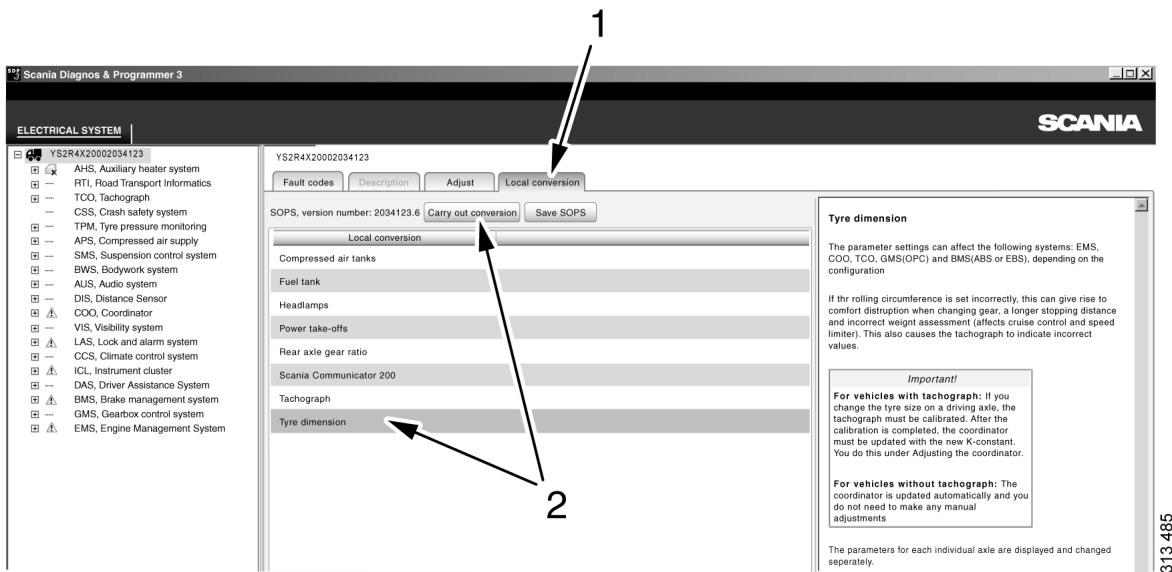 1
SDP 3 Scania Diagnos & Programmer 3
SCANIA
ELECTRICAL SYSTEM
YS2R4X20002034123
AHS, Auxiliary heater system
RTI, Road Transport Informatics
TCO, Tachograph
CSS, Crash safety system
TPM, Tyre pressure monitoring
APS, Compressed air supply
SMS, Suspension control system
BWS, Bodywork system
AUS, Audio system
DIS, Distance Sensor
COO, Coordinator
VIS, Visibility system
LAS, Lock and alarm system
CCS, Climate control system
ICL, Instrument cluster
DAS, Driver Assistance System
BMS, Brake management system
GMS, Gearbox control system
EMS, Engine Management System
YS2R4X20002034123
Fault codes Description Adjust Local conversion
SOPS, version number: 2034123.6 Carry out conversion Save SOPS
Local conversion
Compressed air tanks
Fuel tank
Headlamps
Power take-offs
Rear axle gear ratio
Scania Communicator 200
Tachograph
Tyre dimension
2
Tyre dimension
The parameter settings can affect the following systems: EMS,
COO, TCO, GMS(OPC) and BMS(ABS or EBS), depending on the
configuration
If thr rolling circumference is set incorrectly, this can give rise to
comfort distruption when changing gear, a longer stopping distance
and incorrect weignt assessment (affects cruise control and speed
limiter). This also causes the tachograph to indicate incorrect
values.
Important!
For vehicles with tachograph: If you
change the tyre size on a driving axle, the
tachograph must be calibrated. After the
calibration is completed, the coordinator
must be updated with the new K-constant.
You do this under Adjusting the coordinator.
For vehicles without tachograph: The
coordinator is updated automatically and you
do not need to make any manual
adjustments
The parameters for each individual axle are displayed and changed
seperately.
313 485